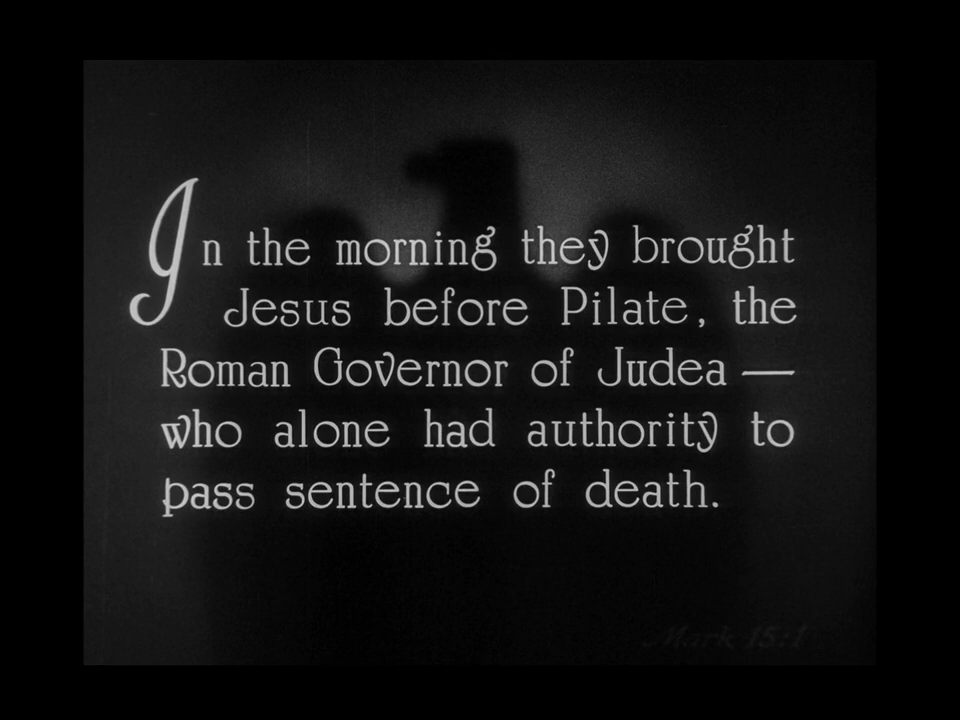 In the morning they brought
Jesus before Pilate, the
Roman Governor of Judea —
who alone had authority to
pass sentence of death.
Mark 15:1